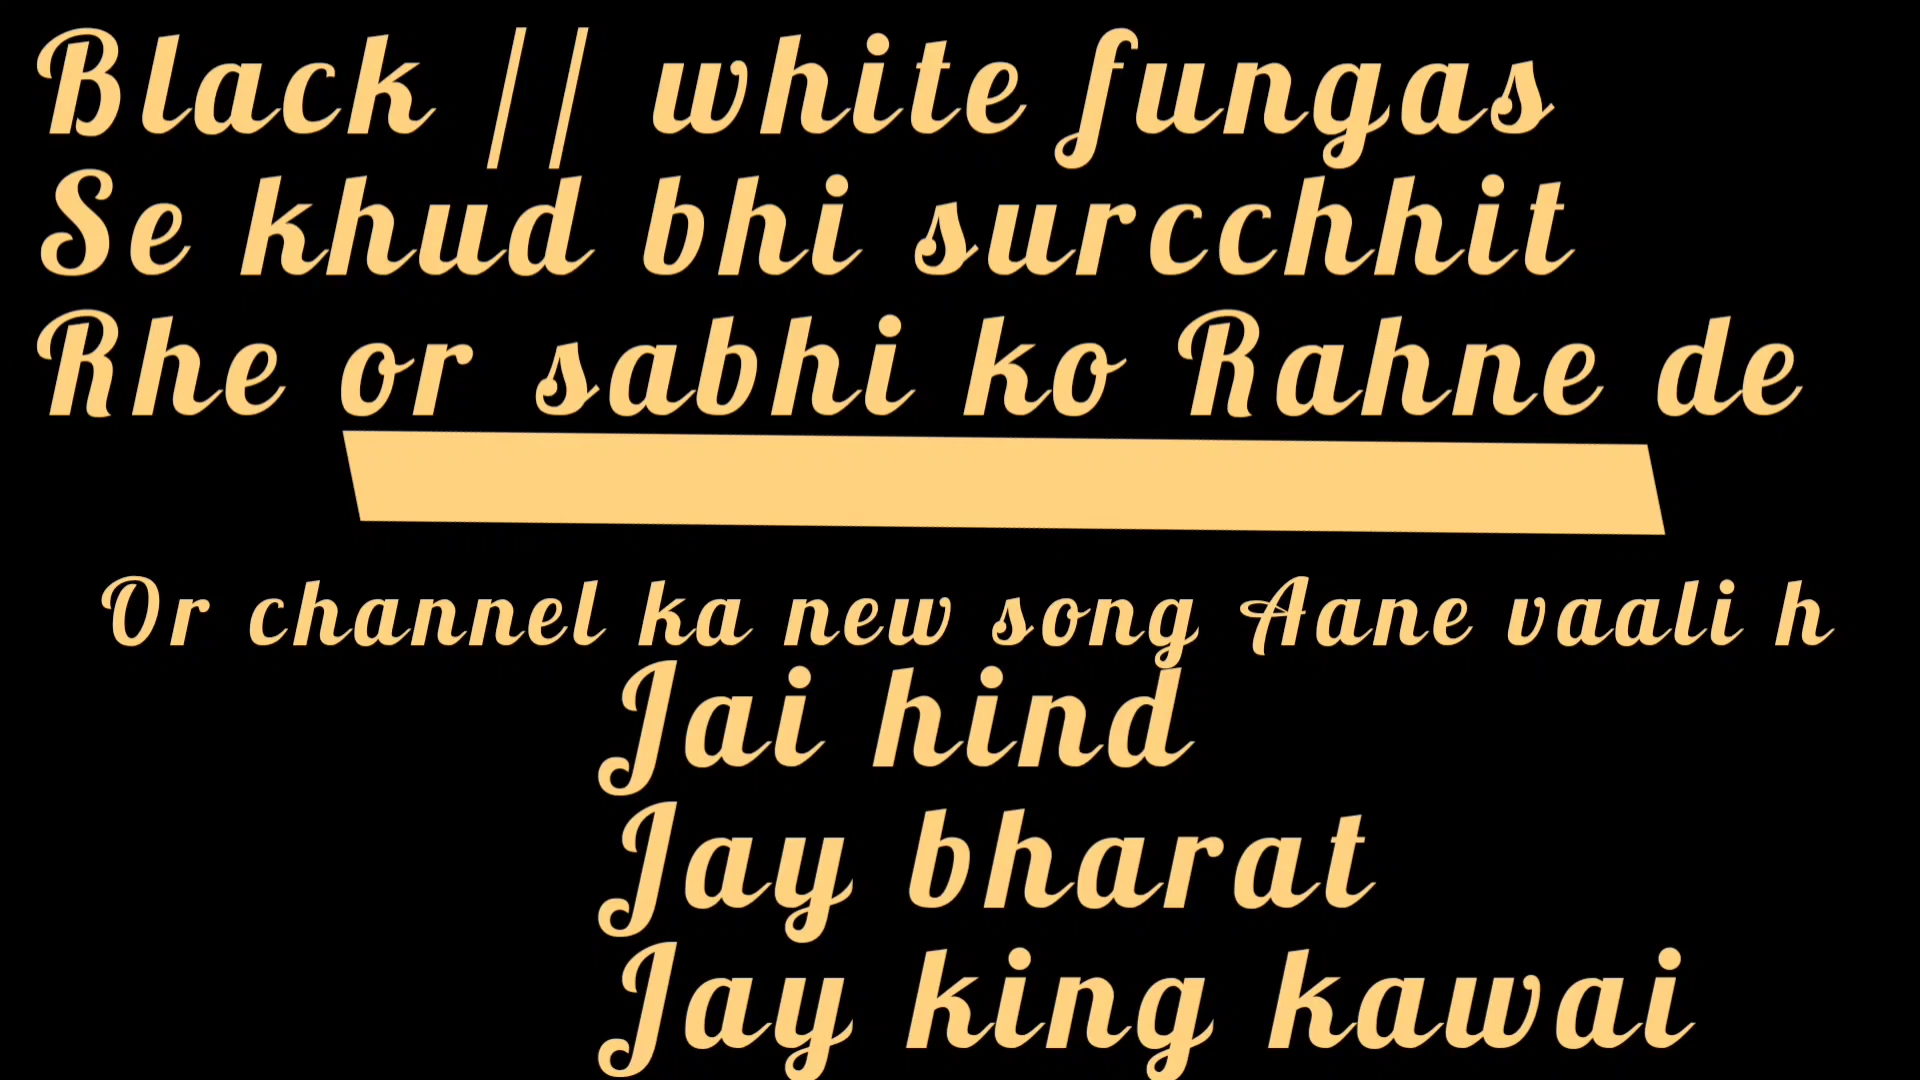 Black || white fungas
Se khud bhi surcchhit
Rhe or sabhi ko Rahne de
Or channel ka new song Aane vaali h
Jai hind
Jay bharat
Jay king kawai